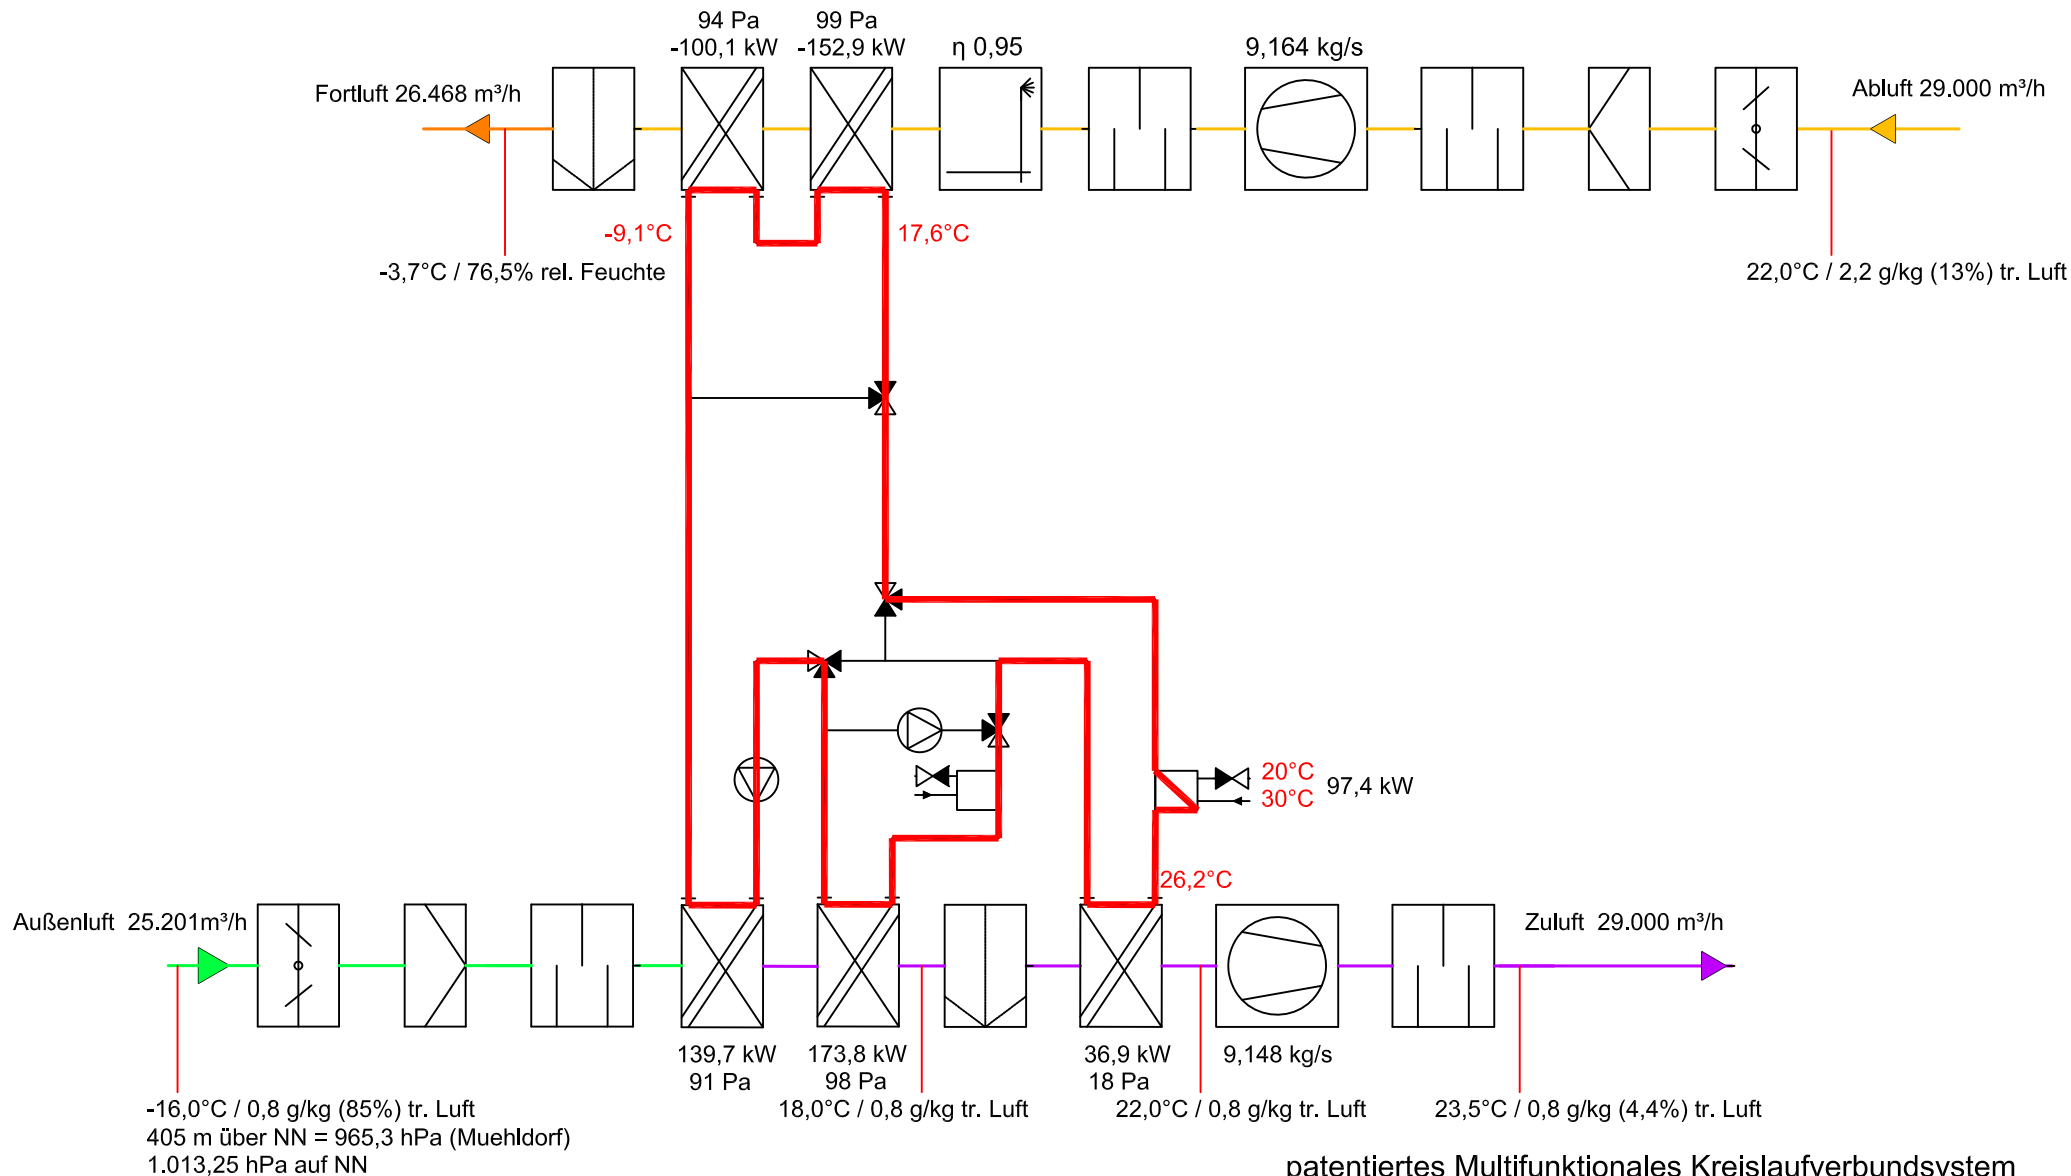 94 Pa
99 Pa
-100,1 kW
-152,9 kW
η 0,95
9,164 kg/s
Fortluft 26.468 m³/h
Abluft 29.000 m³/h
-9,1°C
17,6°C
-3,7°C / 76,5% rel. Feuchte
22,0°C / 2,2 g/kg (13%) tr. Luft
20°C
30°C
97,4 kW
26,2°C
Außenluft 25.201m³/h
Zuluft 29.000 m³/h
139,7 kW
91 Pa
173,8 kW
98 Pa
36,9 kW
18 Pa
9,148 kg/s
-16,0°C / 0,8 g/kg (85%) tr. Luft
405 m über NN = 965,3 hPa (Muehldorf)
1.013,25 hPa auf NN
18,0°C / 0,8 g/kg tr. Luft
22,0°C / 0,8 g/kg tr. Luft
23,5°C / 0,8 g/kg (4,4%) tr. Luft
patentiertes Multifunktionales Kreislaufverbundsystem